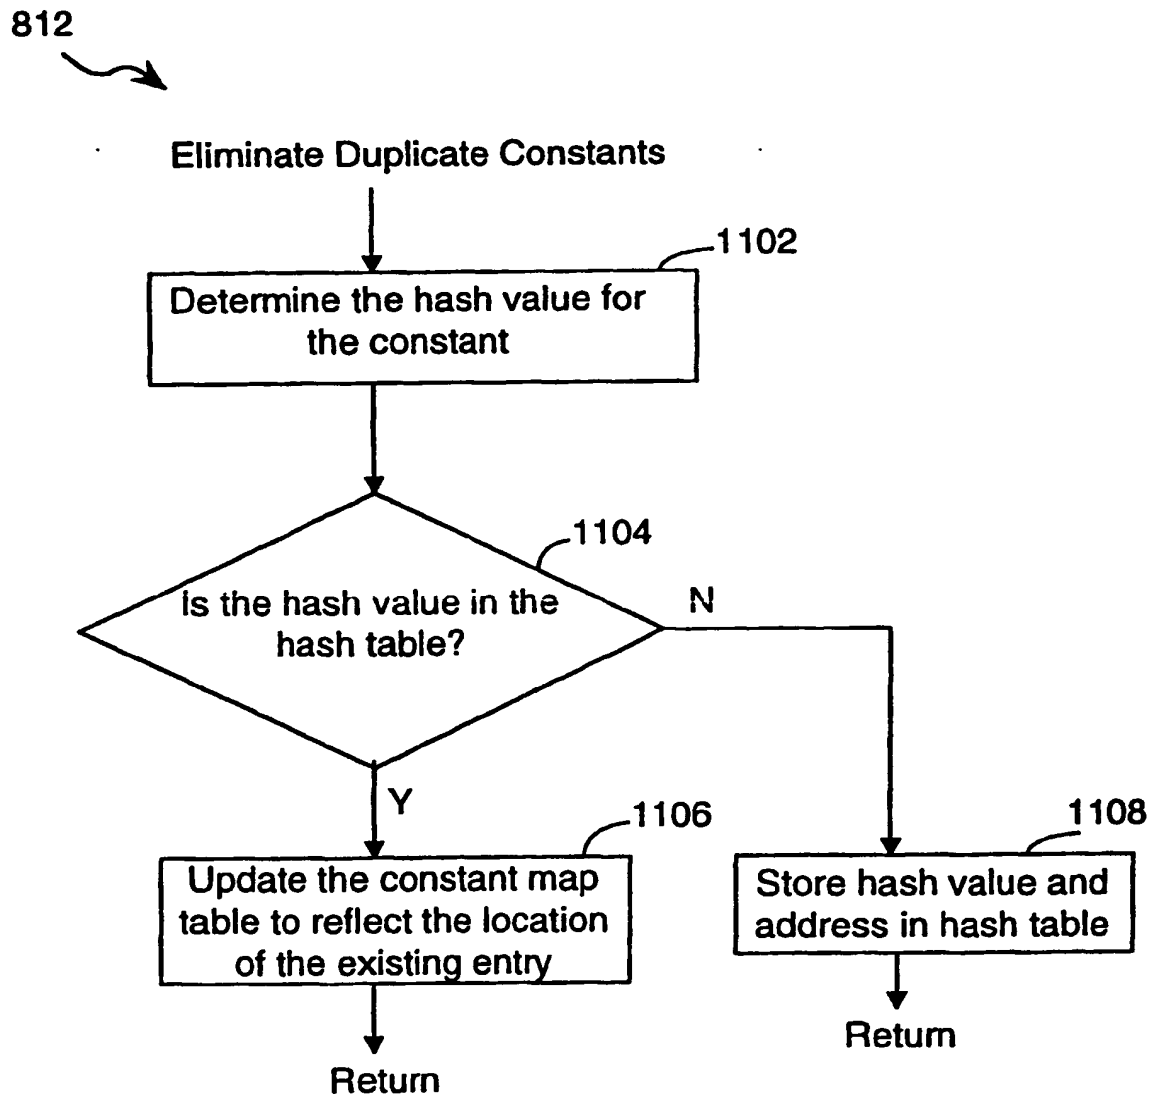 812
Eliminate Duplicate Constants
1102
Determine the hash value for
the constant
1104
Is the hash value in the
hash table?
N
Y
1106
Update the constant map
table to reflect the location
of the existing entry
1108
Store hash value and
address in hash table
Return
Return